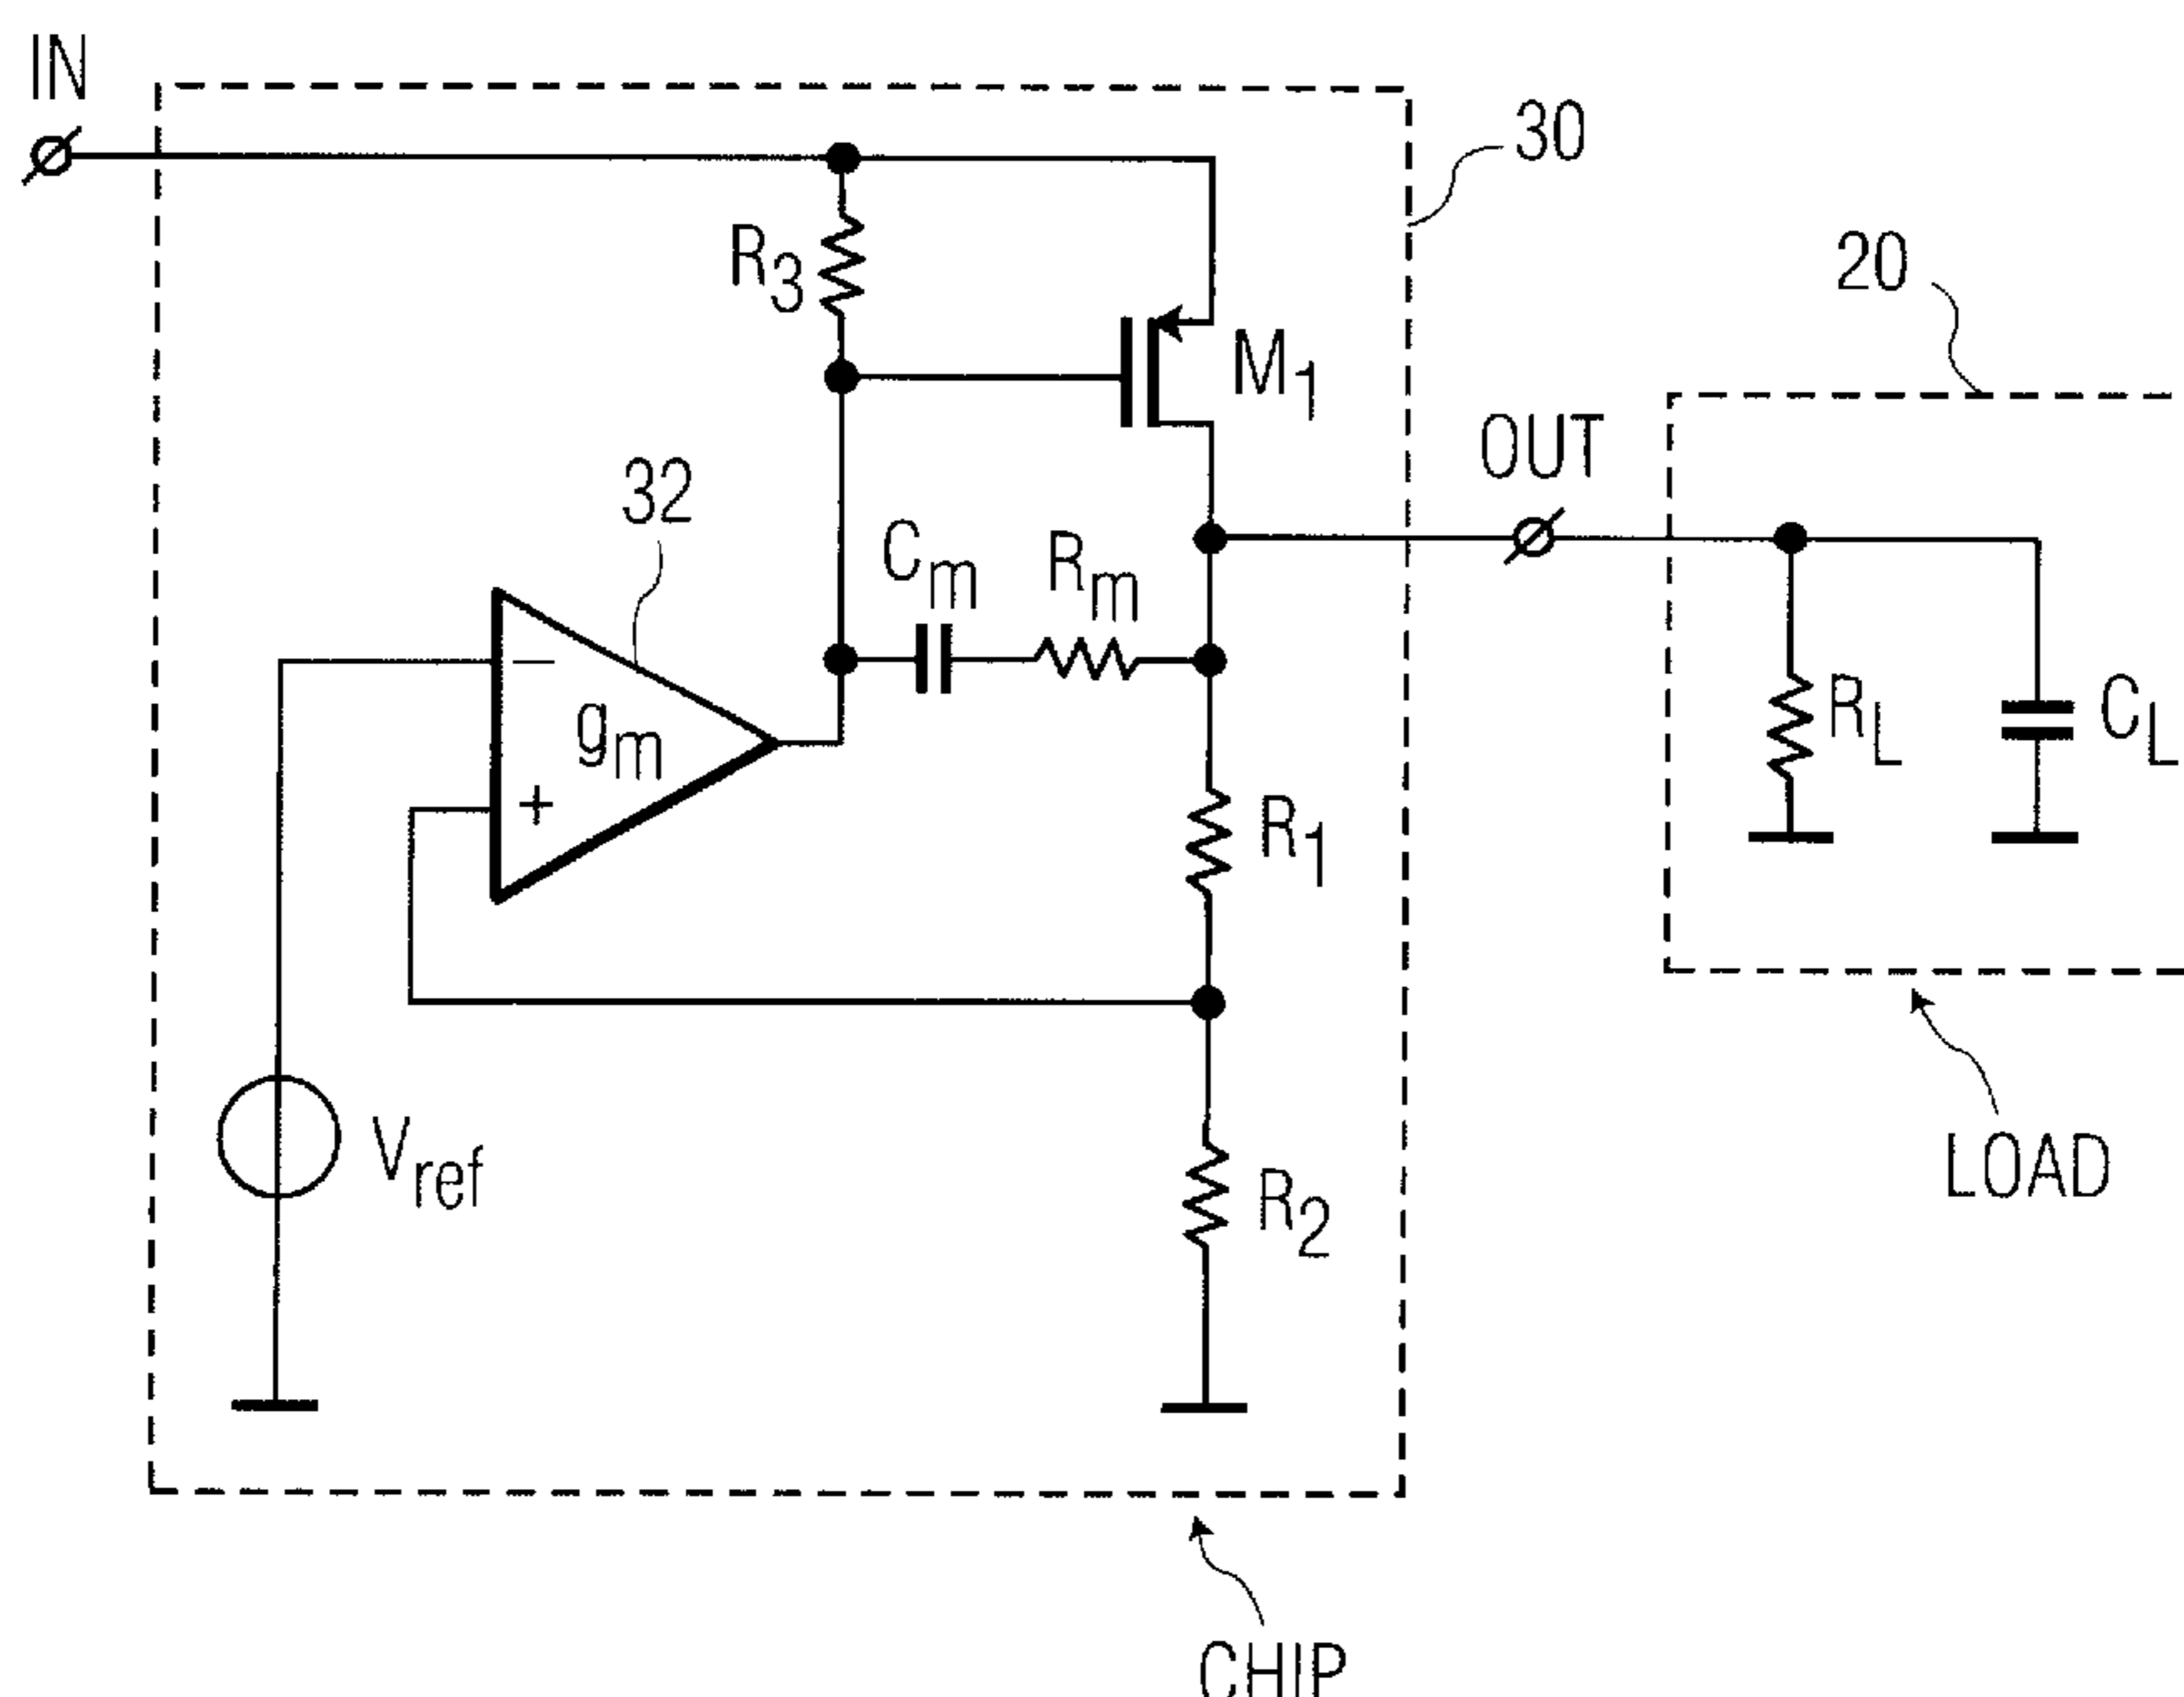 IN
30
R3
20
M1
OUT
32
Cm
Rm
−
gm
RL
CL
+
R1
Vref
LOAD
R2
CHIP